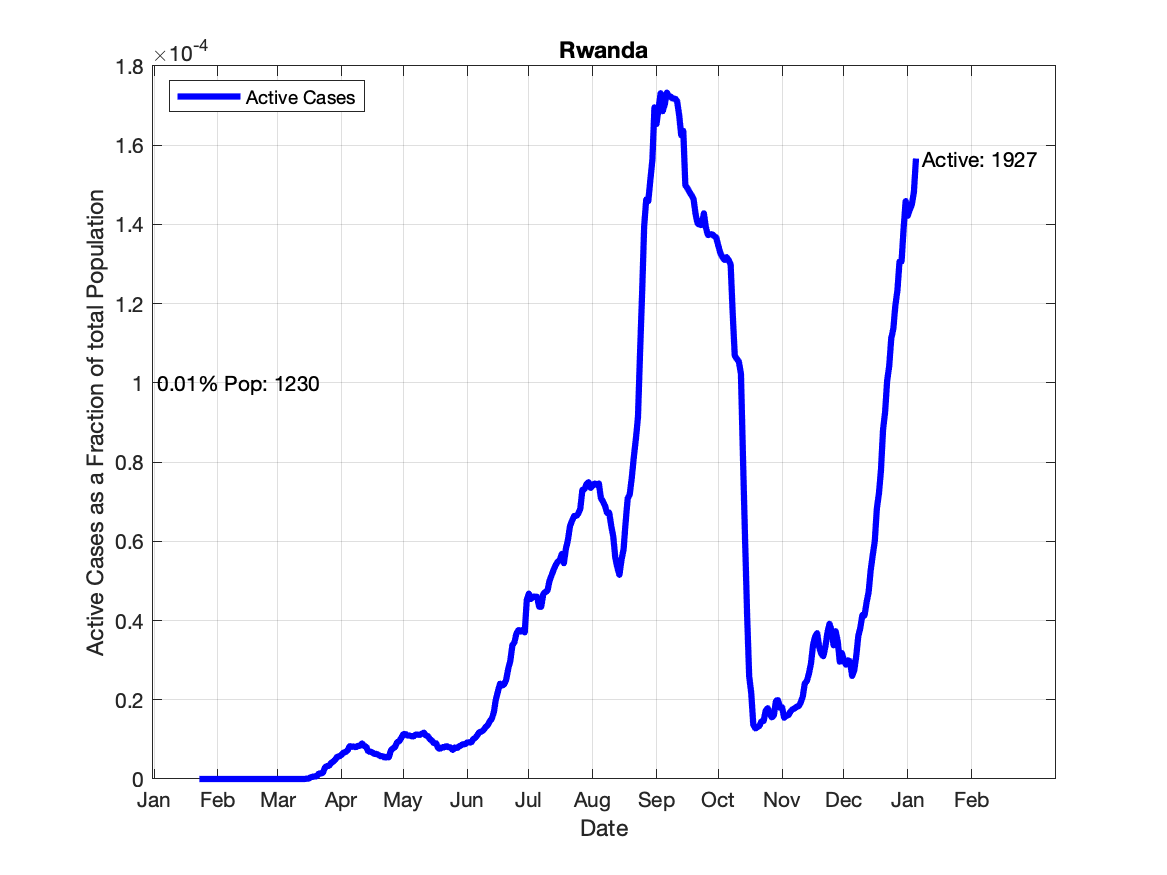 Rwanda
×10-4
1.8
1.6
1.4
1.2
1
0.8
0.6
0.4
0.2
0
Active Cases
Active: 1927
0.01% Pop: 1230
Active Cases as a Fraction of total Population
Jan Feb Mar Apr May Jun Jul Aug Sep Oct Nov Dec Jan Feb
Date